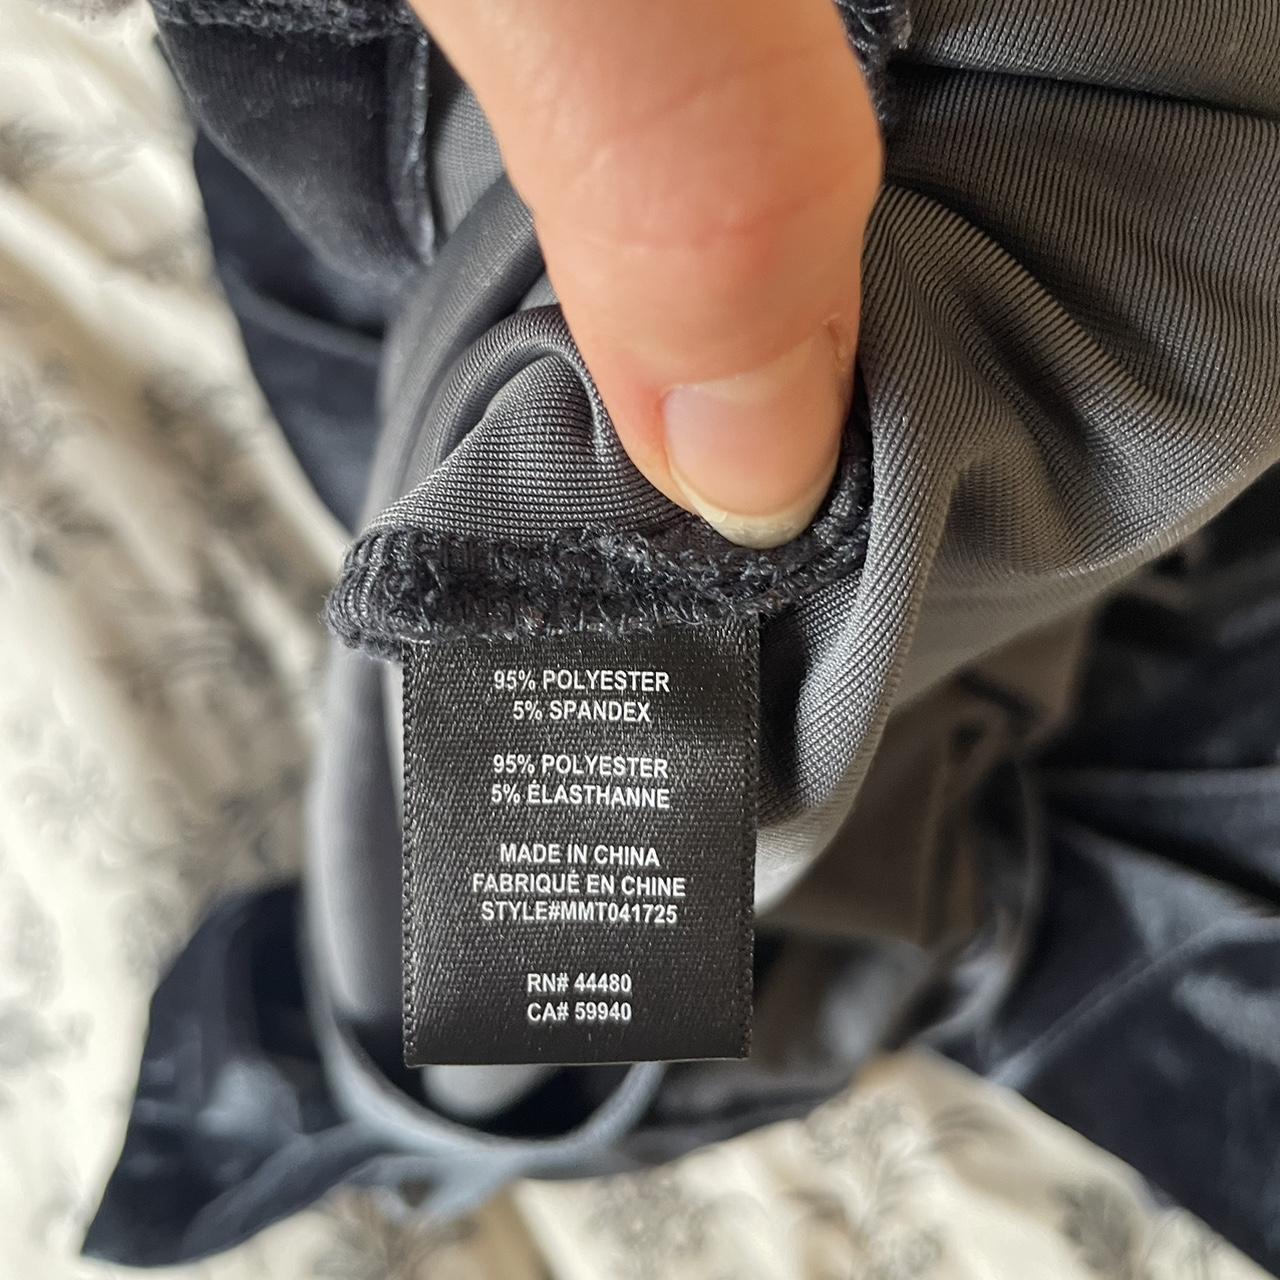 95% POLYESTER
5% SPANDEX
95% POLYESTER
5% ÉLASTHANNE
MADE IN CHINA
FABRIQUÉ EN CHINE
STYLE#MMT041725
RN# 44480
CA# 59940